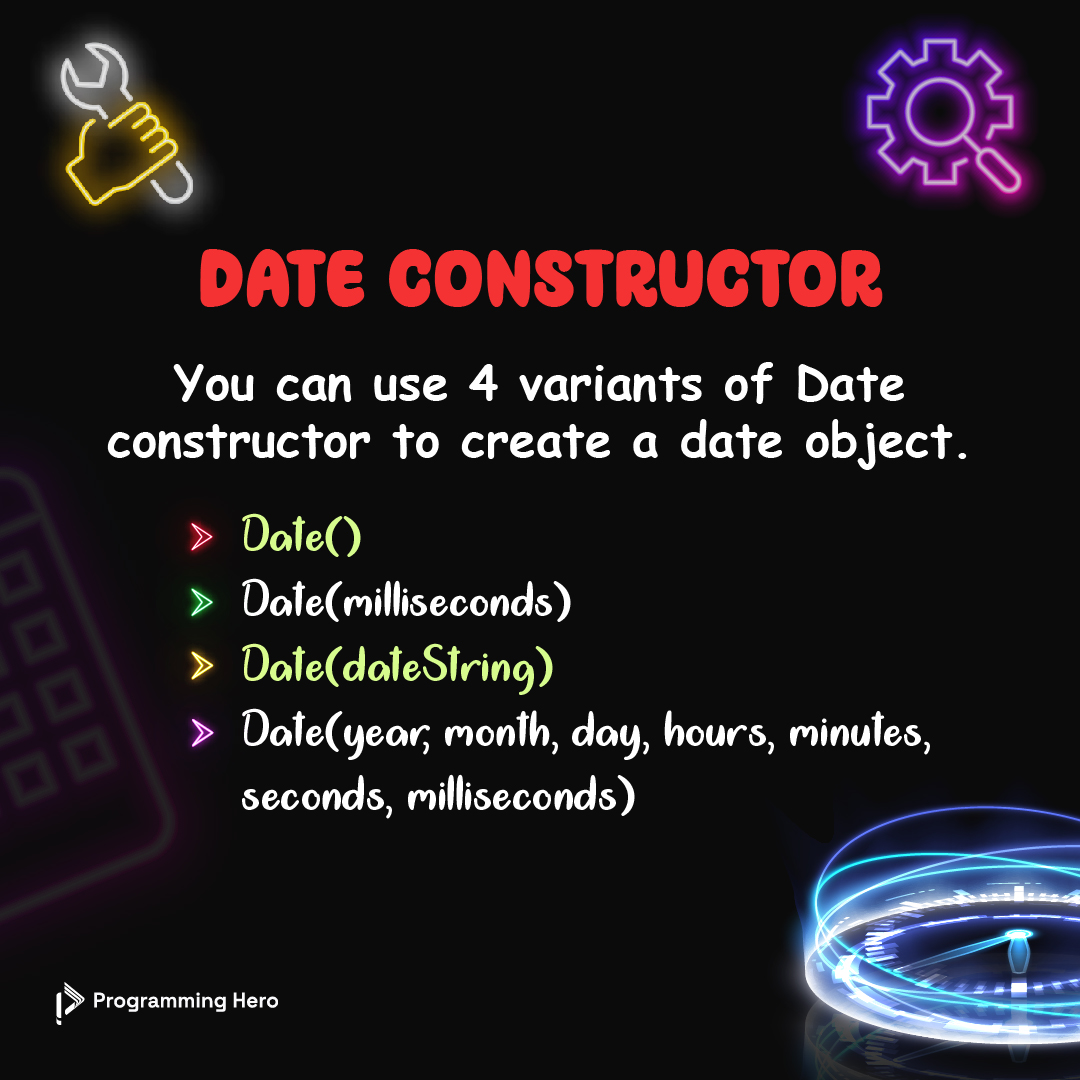 DATE CONSTRUCTOR
You can use 4 variants of Date
constructor to create a date object.
Date()
Date(milliseconds)
Date(dateString)
Date(year, month, day, hours, minutes,
seconds, milliseconds)
Programming Hero